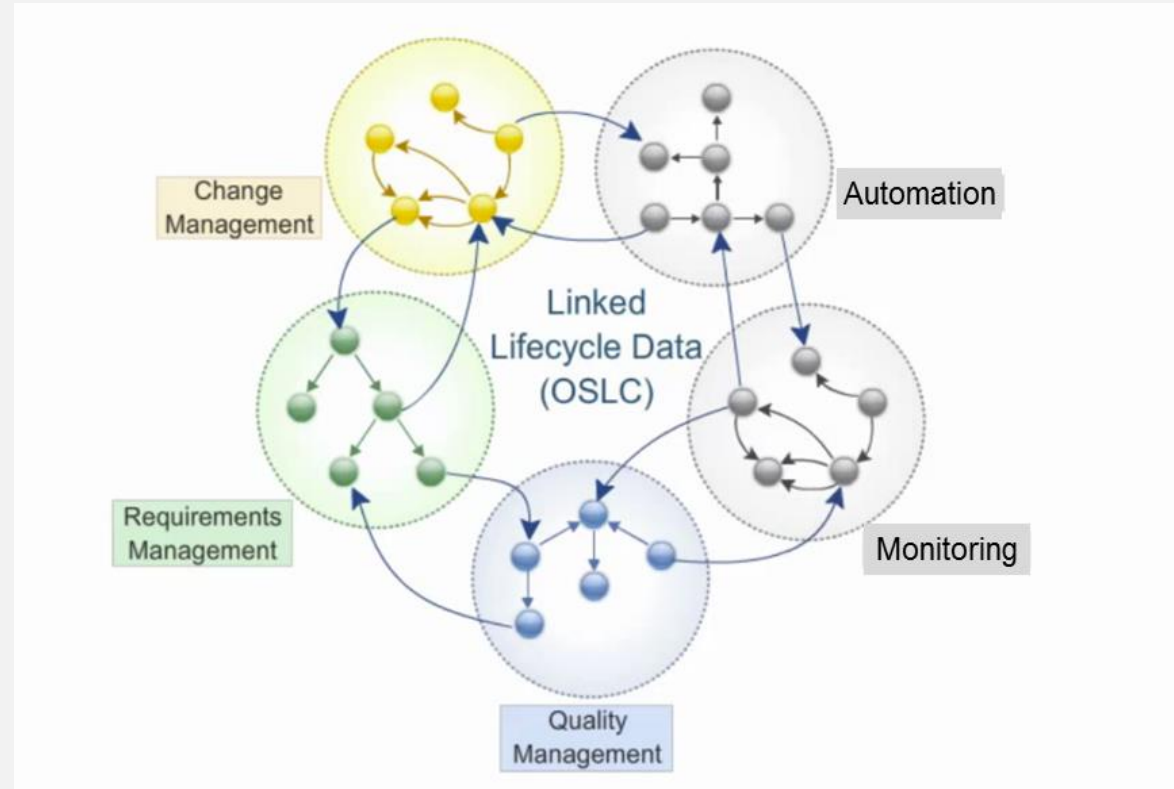 Change
Management
Automation
Linked
Lifecycle Data
(OSLC)
Requirements
Management
Monitoring
Quality
Management